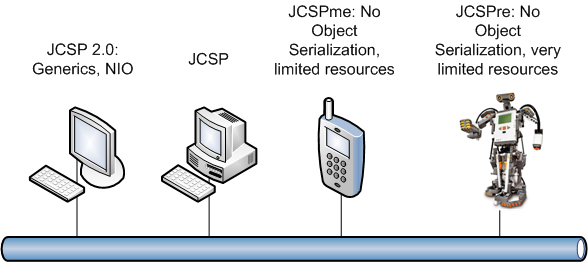 JCSP 2.0:
Generics, NIO
JCSP
JCSPme: No
Object
Serialization,
limited resources
JCSPre: No
Object
Serialization, very
limited resources